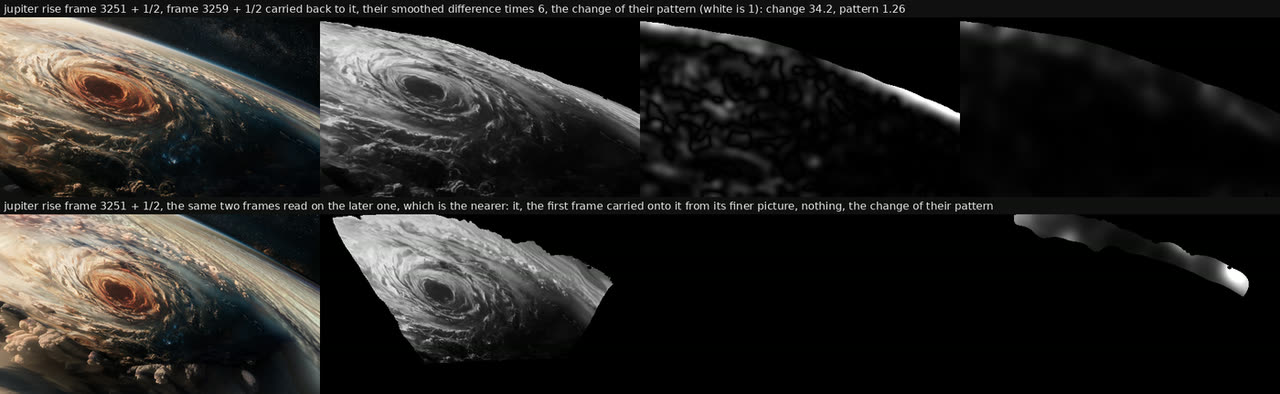 jupiter rise frame 3251 + 1/2, frame 3259 + 1/2 carried back to it, their smoothed difference times 6, the change of their pattern (white is 1): change 34.2, pattern 1.26
jupiter rise frame 3251 + 1/2, the same two frames read on the later one, which is the nearer: it, the first frame carried onto it from its finer picture, nothing, the change of their pattern